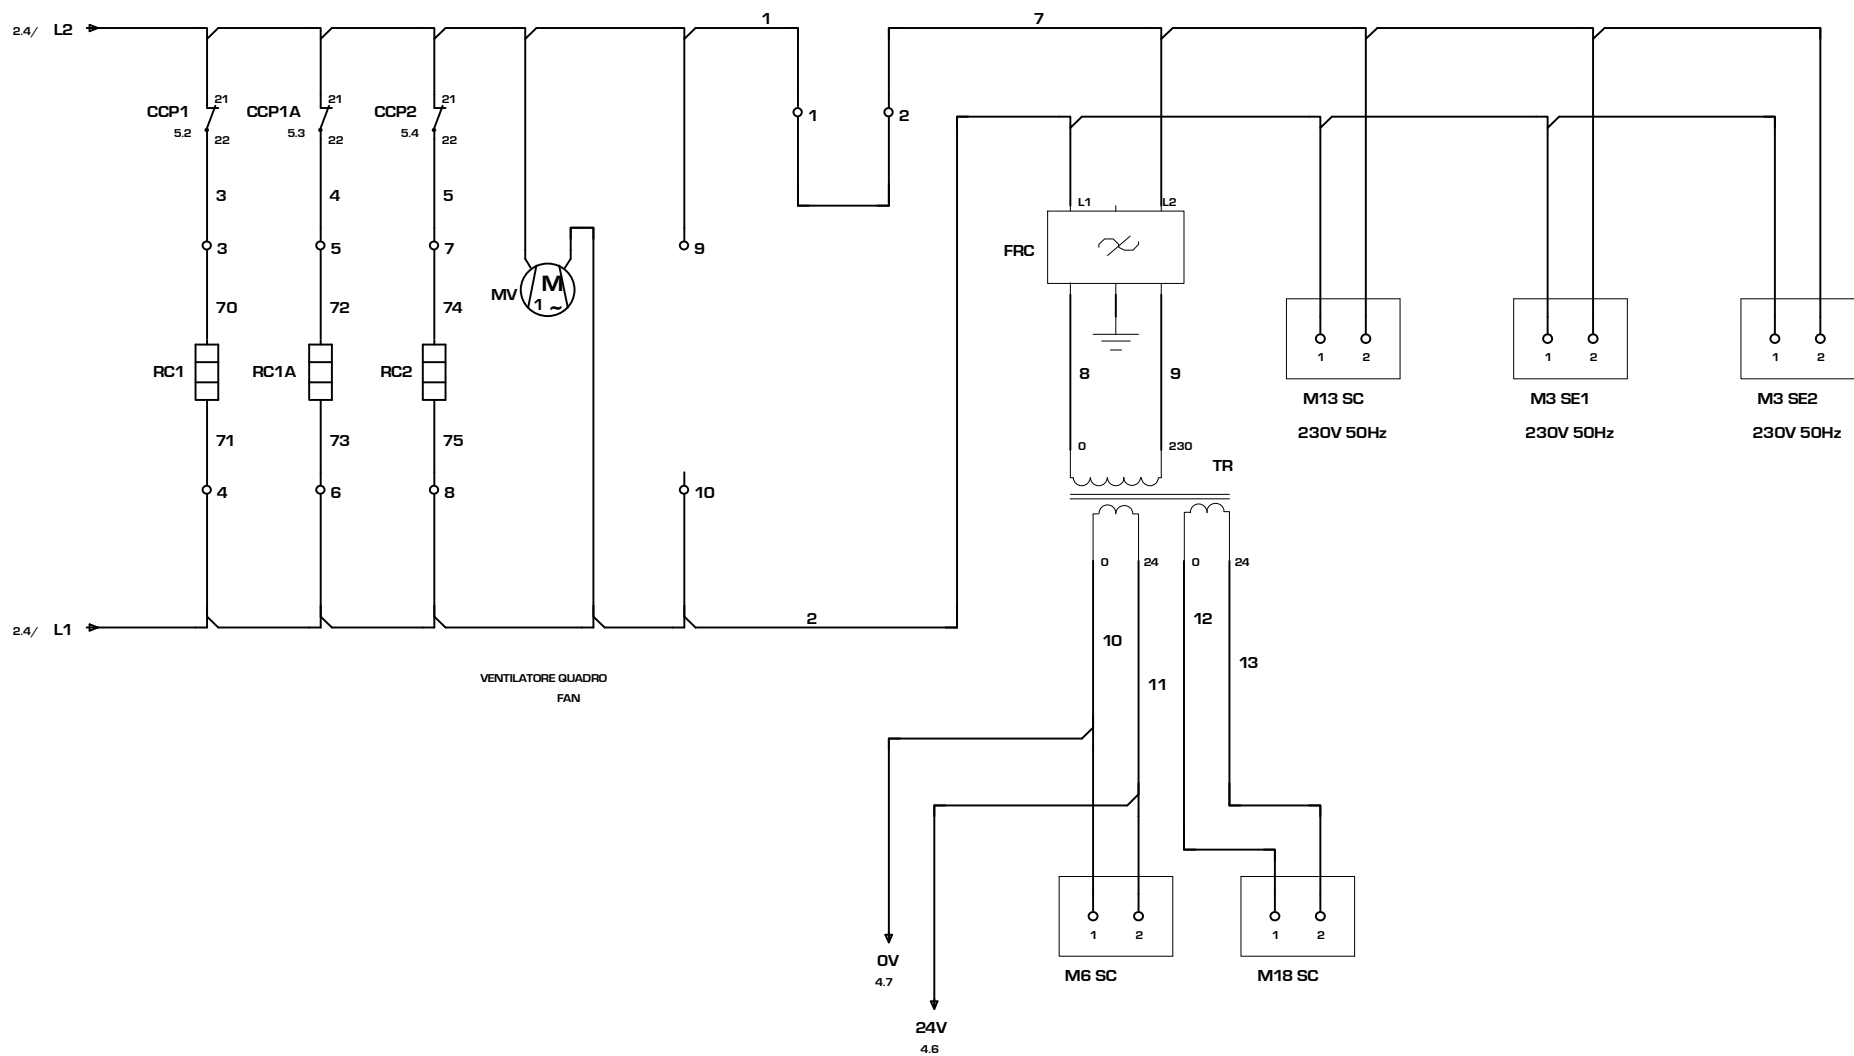 1
7
2.4/ L2
CCP1 21
5.2 22
CCP1A 21
5.3 22
CCP2 21
5.4 22
1
2
3
4
5
L1
L2
3
5
7
9
FRC
MV
M
1 ~
70
72
74
1
2
1
2
1
2
RC1
RC1A
RC2
8
9
M13 SC
M3 SE1
M3 SE2
230V 50Hz
230V 50Hz
230V 50Hz
71
73
75
0
230
TR
4
6
8
10
0
24
0
24
2.4/ L1
2
10
12
11
13
VENTILATORE QUADRO
FAN
1
2
1
2
0V
4.7
M6 SC
M18 SC
24V
4.6